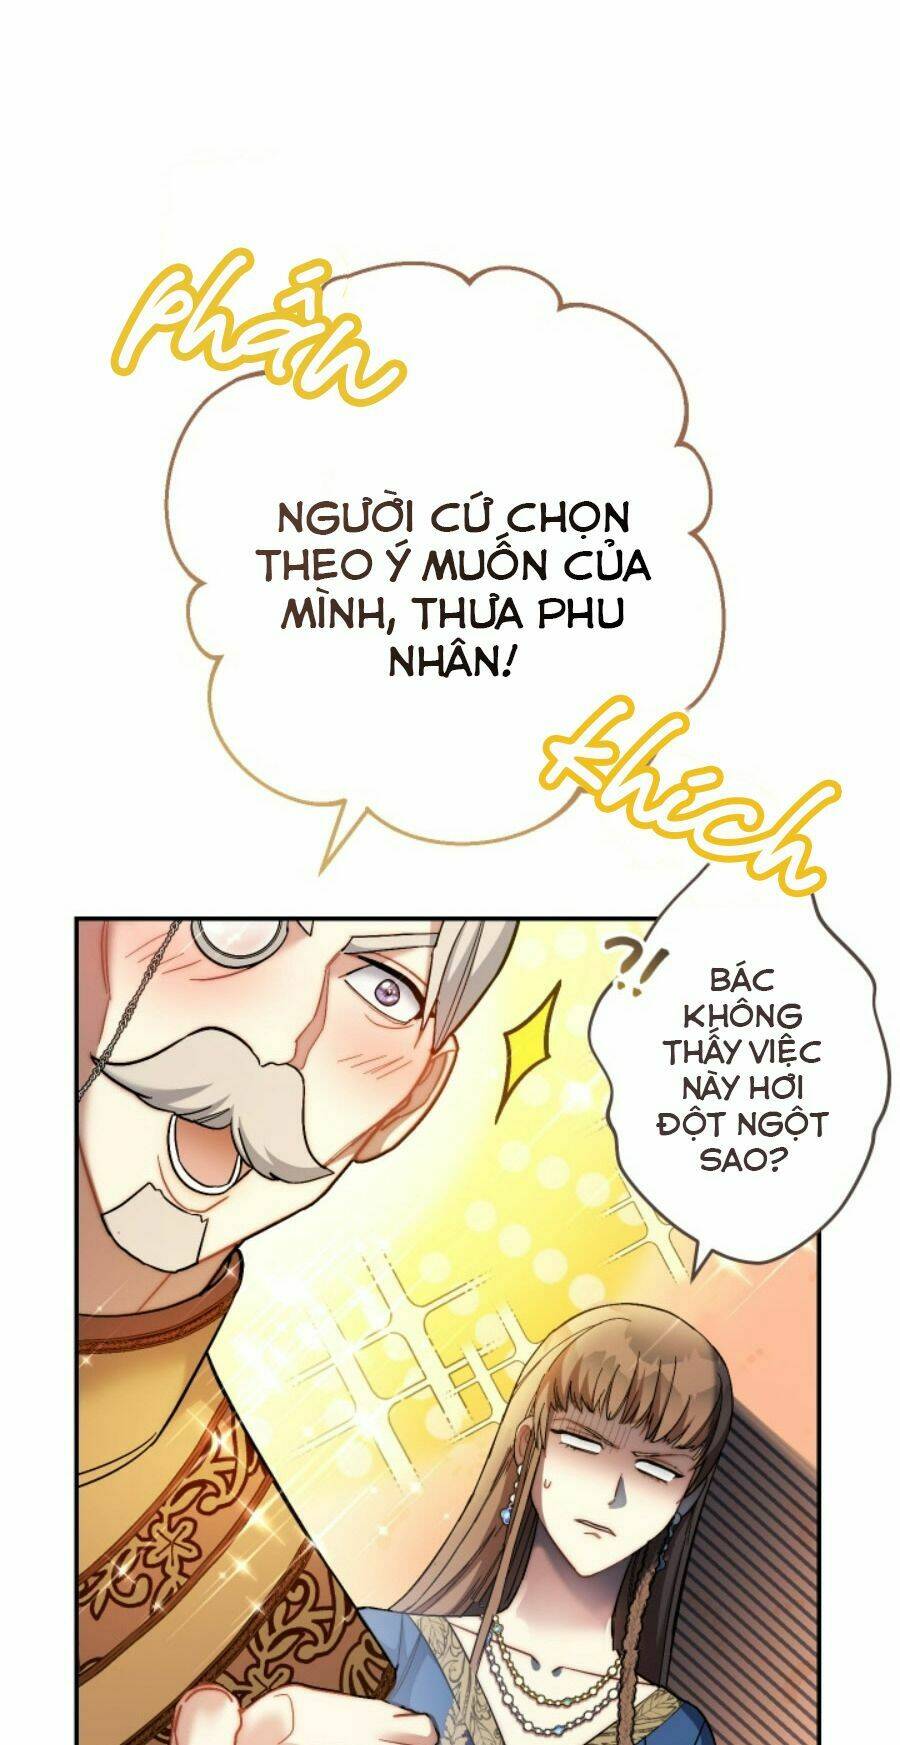 phấn
NGƯỜI CỨ CHỌN
THEO Ý MUỐN CỦA
MÌNH, THƯA PHU
NHÂN!
khích
?!
BÁC
KHÔNG
THẤY VIỆC
NÀY HƠI
ĐỘT NGỘT
SAO?